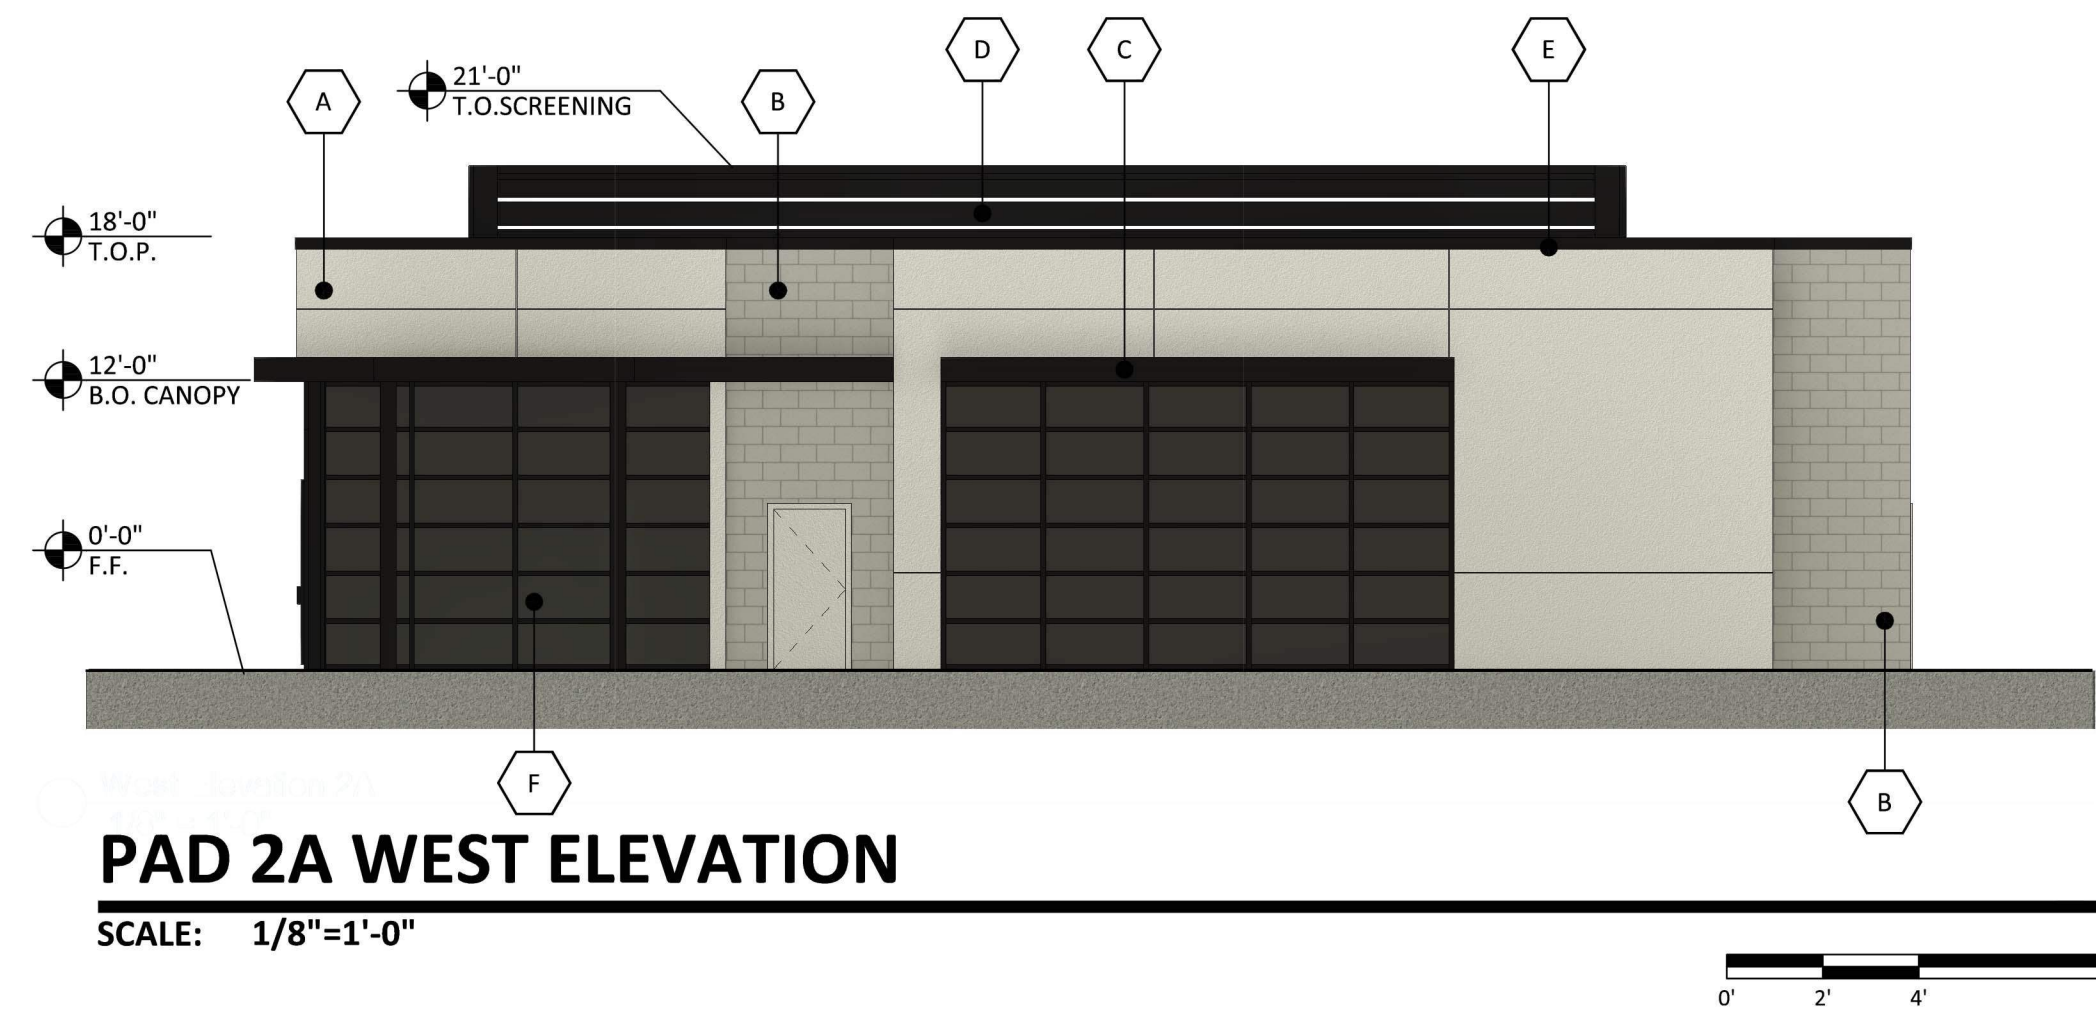 D
C
E
A
21'-0"
T.O.SCREENING
B
18'-0"
T.O.P.
12'-0"
B.O. CANOPY
0'-0"
F.F.
F
B
PAD 2A WEST ELEVATION
SCALE: 1/8"=1'-0"
0' 2' 4'